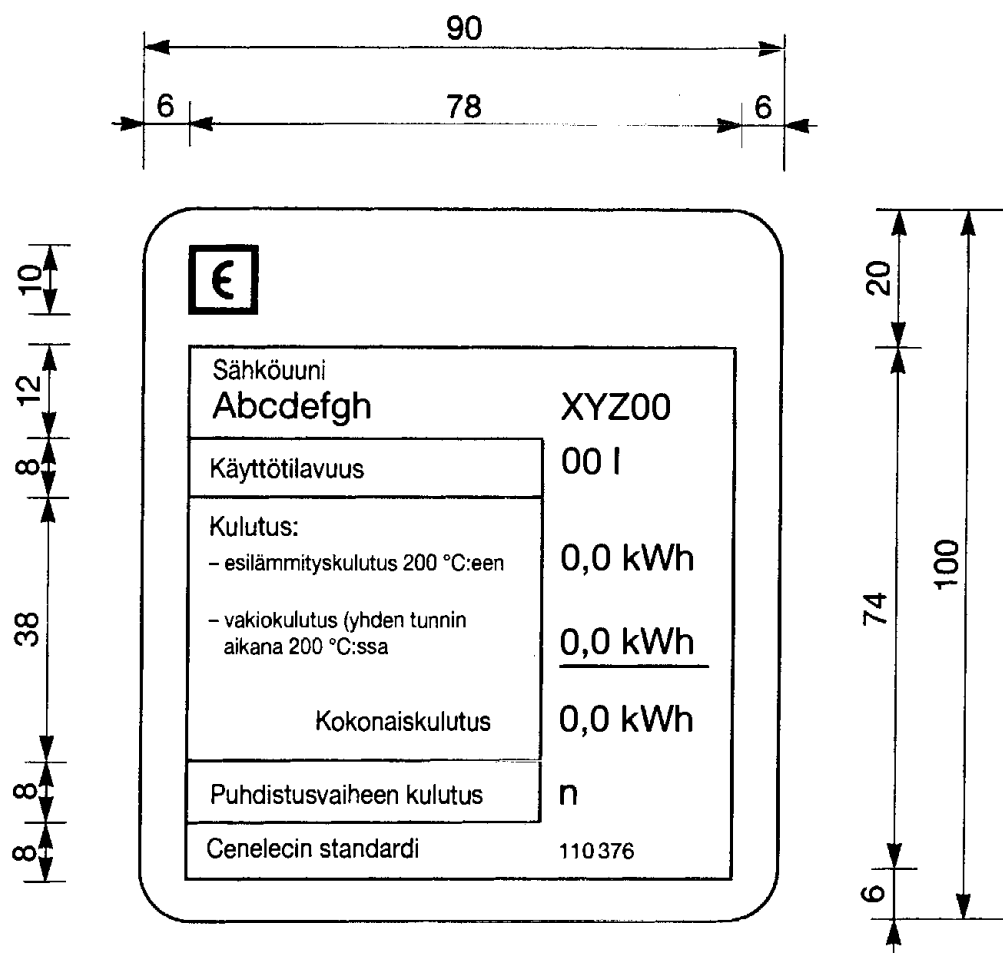 90
6 78 6
Є
10
20
Sähköuuni
Abcdefgh XYZ00
12
Käyttötilavuus 00 l
8
Kulutus:
– esilämmityskulutus 200 °C:een 0,0 kWh
– vakiokulutus (yhden tunnin
aikana 200 °C:ssa 0,0 kWh
38
74
100
Kokonaiskulutus 0,0 kWh
Puhdistusvaiheen kulutus n
8
Cenelecin standardi 110 376
8
6